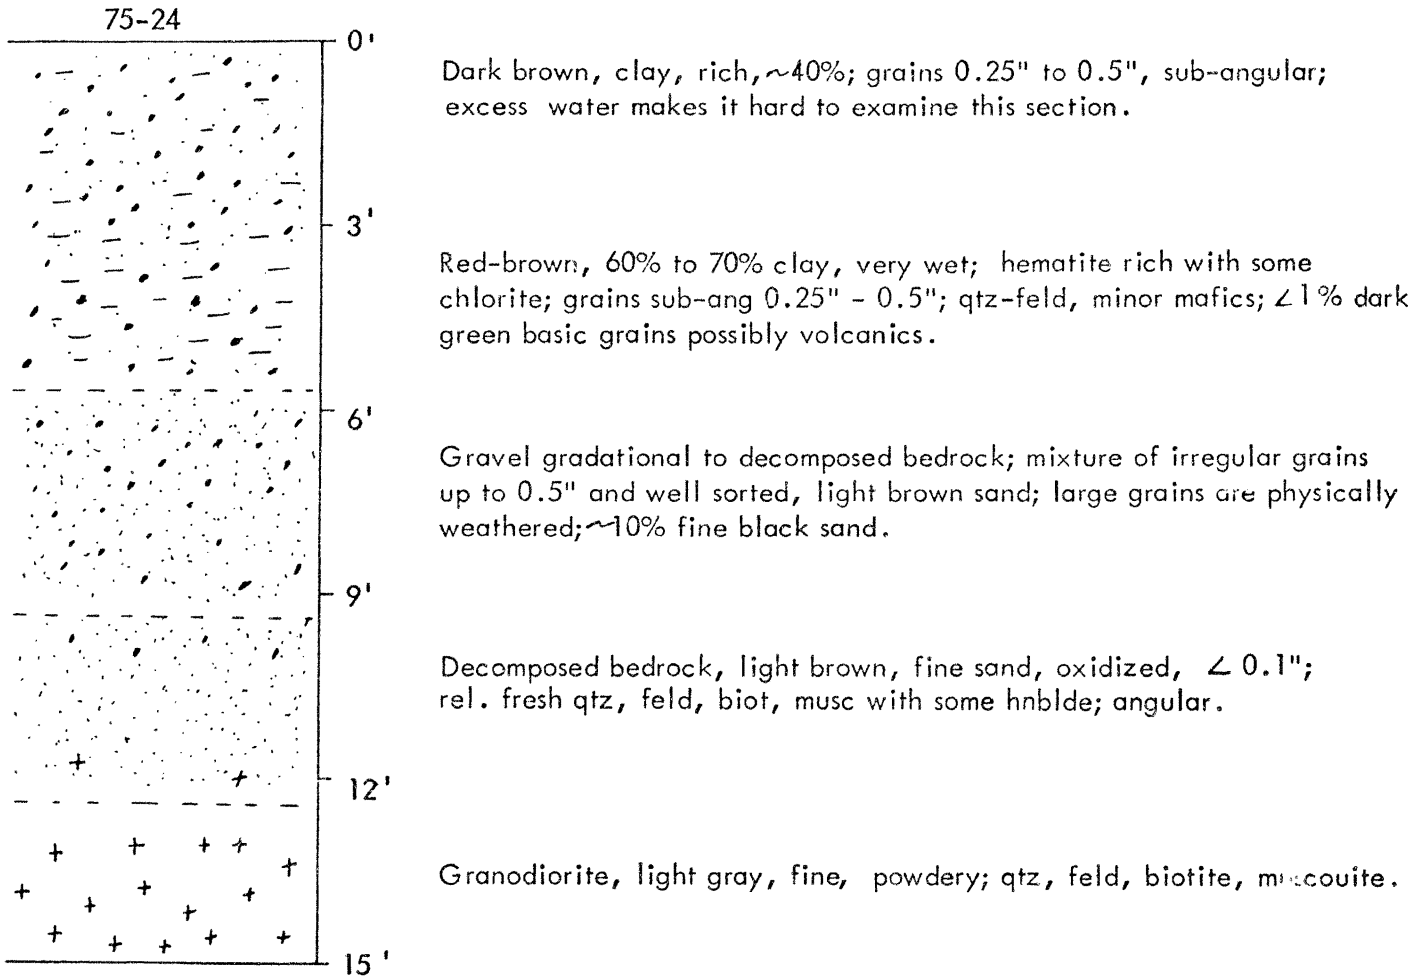 75-24
0'
Dark brown, clay, rich, ~40%; grains 0.25" to 0.5", sub-angular;
excess water makes it hard to examine this section.
3'
Red-brown, 60% to 70% clay, very wet; hematite rich with some
chlorite; grains sub-ang 0.25" - 0.5"; qtz-feld, minor mafics; ∠1% dark
green basic grains possibly volcanics.
6'
Gravel gradational to decomposed bedrock; mixture of irregular grains
up to 0.5" and well sorted, light brown sand; large grains are physically
weathered; ~10% fine black sand.
9'
Decomposed bedrock, light brown, fine sand, oxidized, ∠ 0.1";
rel. fresh qtz, feld, biot, musc with some hnblde; angular.
12'
Granodiorite, light gray, fine, powdery; qtz, feld, biotite,
15'